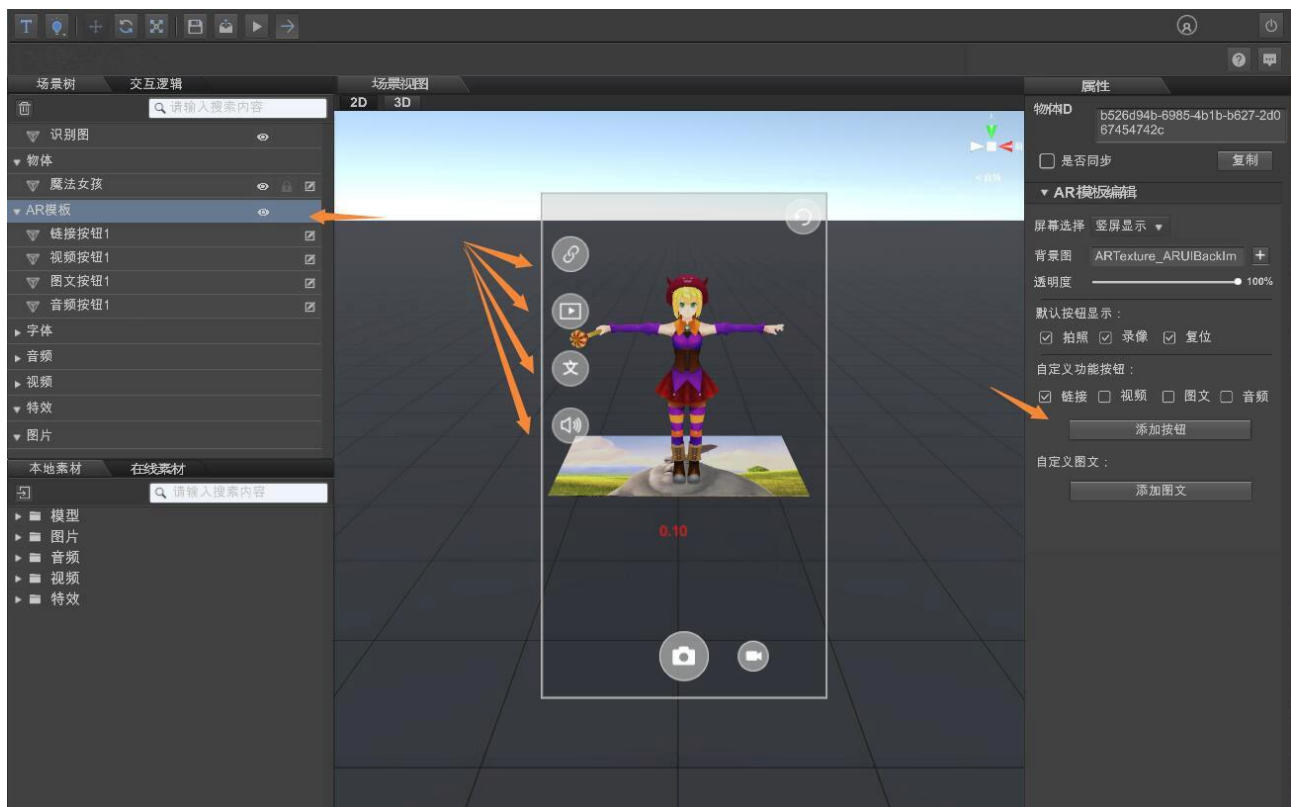 T
场景树 交互逻辑
请输入搜索内容
识别图
物体
魔法女孩
AR模板
链接按钮1
视频按钮1
图文按钮1
音频按钮1
字体
音频
视频
特效
图片
本地素材 在线素材
请输入搜索内容
模型
图片
音频
视频
特效
场景视图
2D 3D
文
0.10
属性
物体ID
b526d94b-6985-4b1b-b627-2d0
67454742c
是否同步 复制
AR模板编辑
屏幕选择 竖屏显示
背景图 ARTexture_ARUIBackIm +
透明度 100%
默认按钮显示：
拍照 录像 复位
自定义功能按钮：
链接 视频 图文 音频
添加按钮
自定义图文：
添加图文